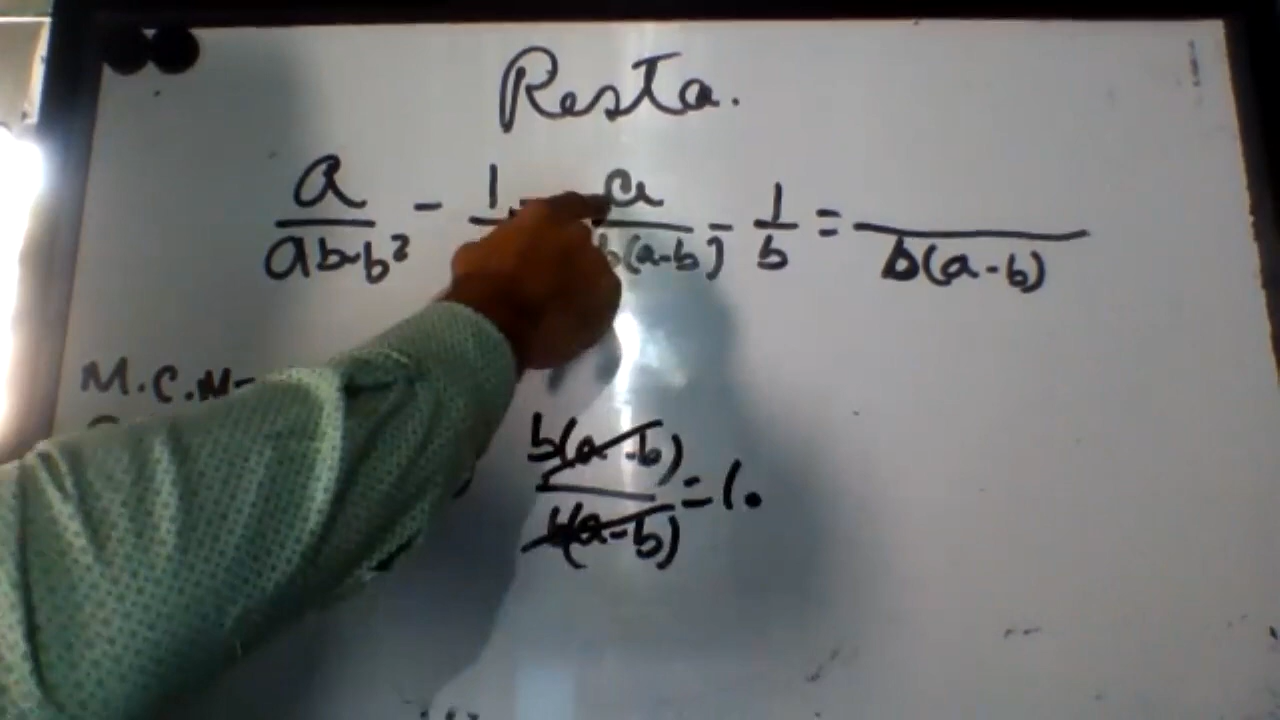 Resta.
a/(ab-b²) - 1/ = a/(b(a-b)) - 1/b = /(b(a-b))
M.C.M-
b(a-b)/b(a-b) = 1.